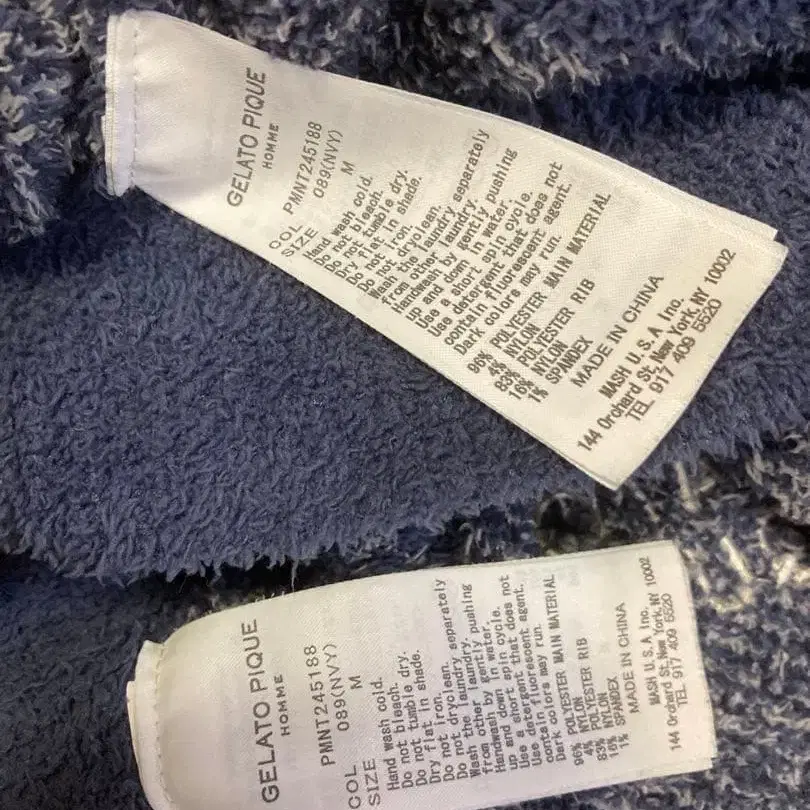 GELATO PIQUE
HOMME
PMNT245188
COL 089(NVY)
SIZE M
Hand wash cold.
Do not bleach.
Do not tumble dry.
Dry flat in shade.
Do not iron.
Do not dryclean.
Wash the laundry separately
from other laundry.
Handwash by gently pushing
up and down in water.
Use a short spin cycle.
Use detergent that does not
contain fluorescent agent.
Dark colors may run.
96% POLYESTER MAIN MATERIAL
4% NYLON
83% POLYESTER RIB
16% NYLON
1% SPANDEX
MADE IN CHINA
MASH U.S.A Inc.
144 Orchard St, New York, NY 10002
TEL 917 409 5520
GELATO PIQUE
HOMME
PMNT245188
COL 089(NVY)
SIZE M
Hand wash cold.
Do not bleach.
Do not tumble dry.
Dry flat in shade.
Do not iron.
Do not dryclean.
Wash the laundry separately
from other laundry.
Handwash by gently pushing
up and down in water.
Use a short spin cycle.
Use detergent that does not
contain fluorescent agent.
Dark colors may run.
96% POLYESTER MAIN MATERIAL
4% NYLON
83% POLYESTER RIB
16% NYLON
1% SPANDEX
MADE IN CHINA
MASH U.S.A Inc.
144 Orchard St, New York, NY 10002
TEL 917 409 5520